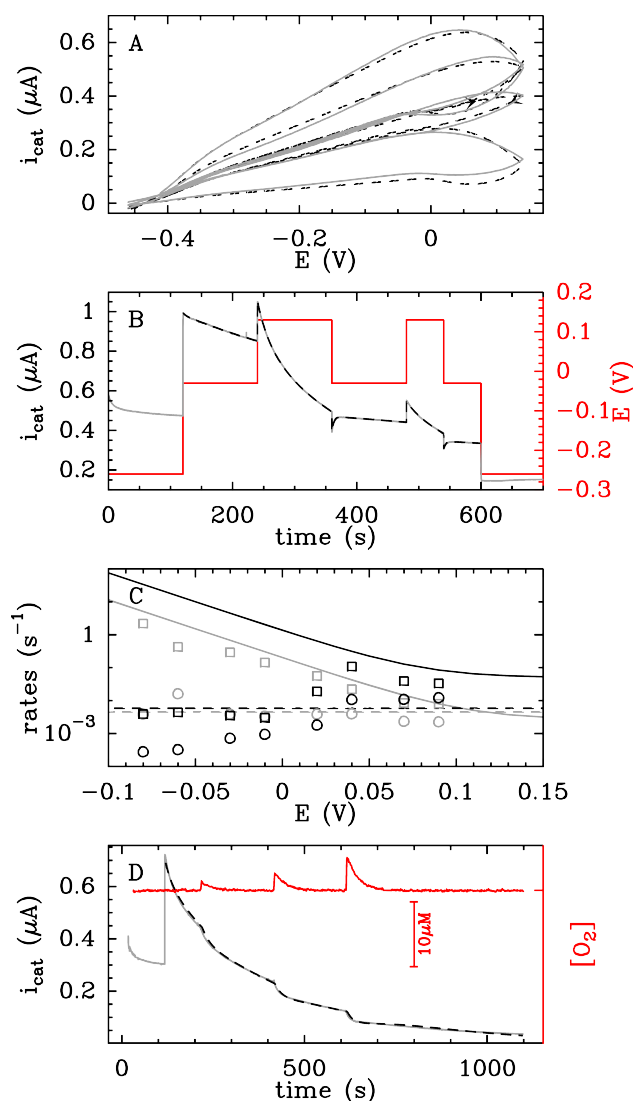 A
0.6
0.4
0.2
0
i_cat (μA)
−0.4 −0.2 0
E (V)
B
1
0.8
0.6
0.4
0.2
i_cat (μA)
0.2
0.1
0
−0.1
−0.2
−0.3
E (V)
0 200 400 600
time (s)
C
1
10⁻³
rates (s⁻¹)
−0.1 −0.05 0 0.05 0.1 0.15
E (V)
D
0.6
0.4
0.2
i_cat (μA)
10μM
[O₂]
0 500 1000
time (s)